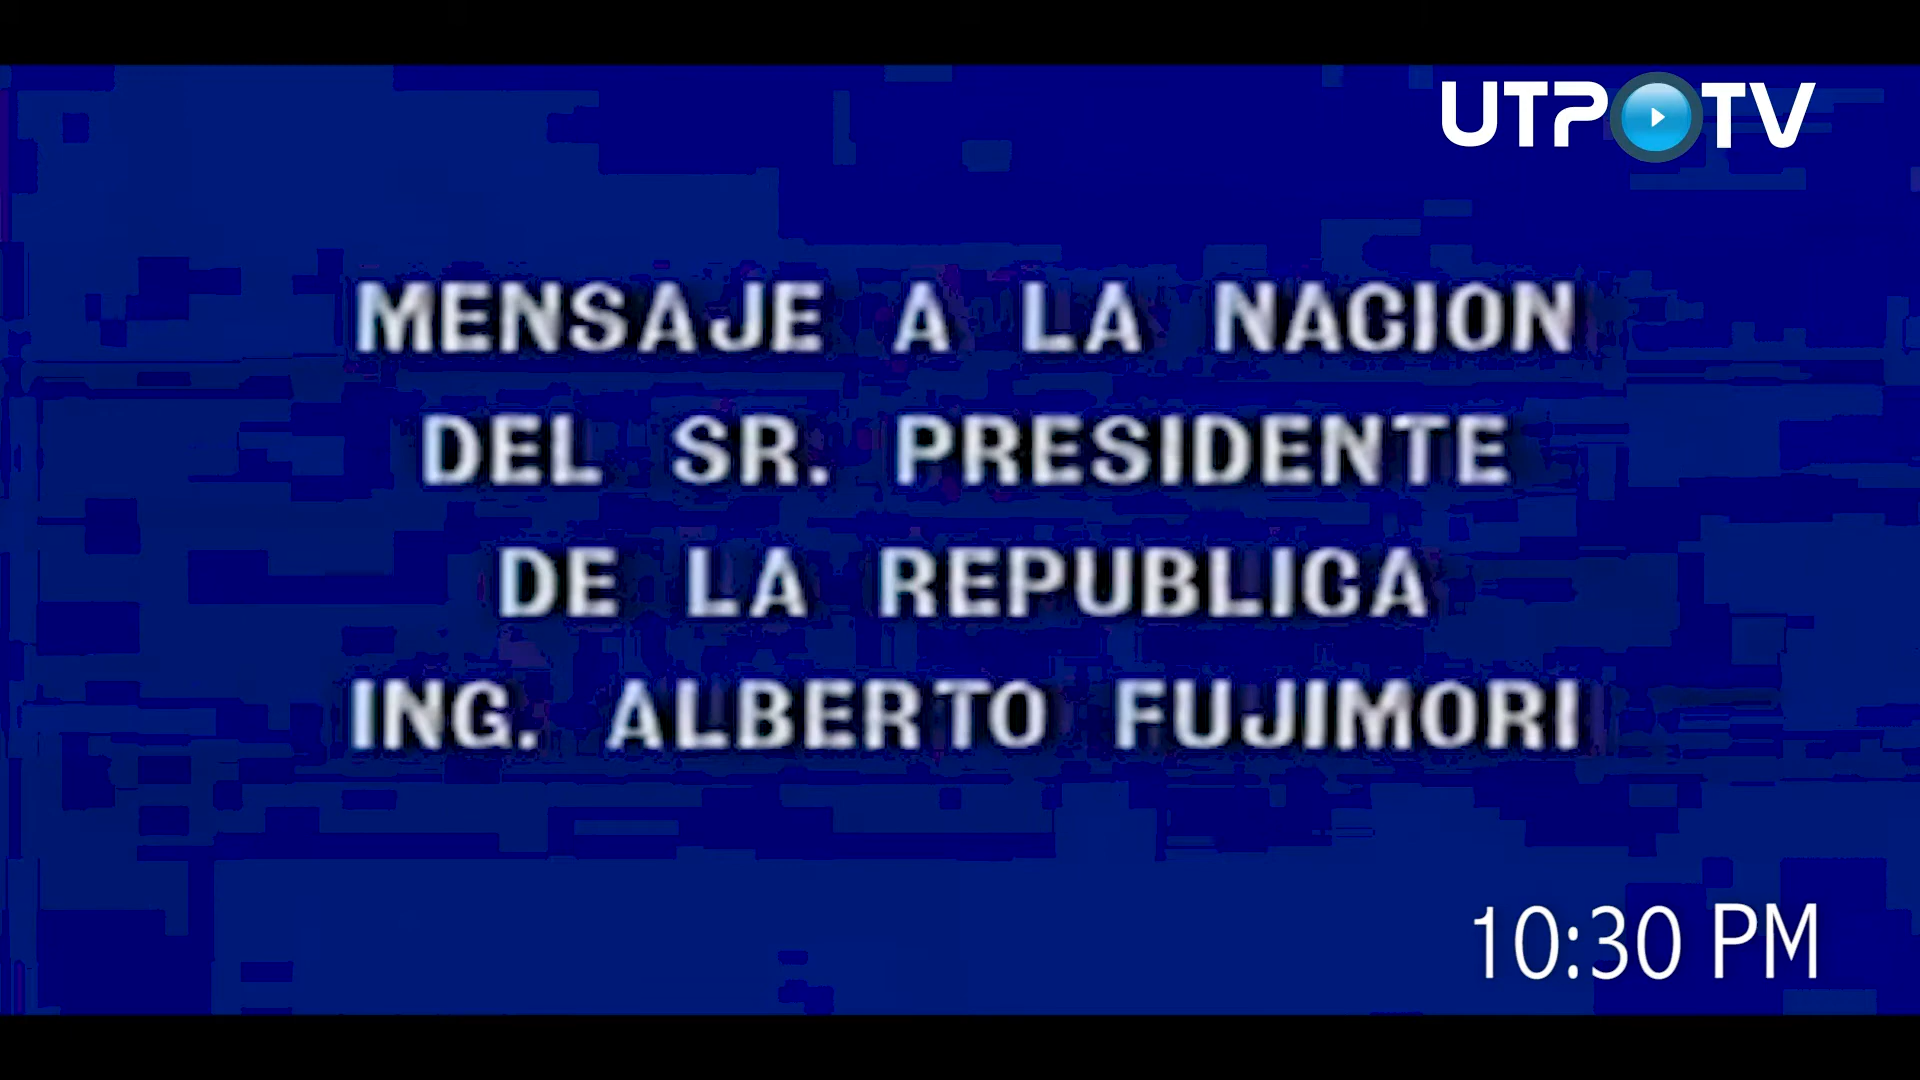 UTP TV
MENSAJE A LA NACION
DEL SR. PRESIDENTE
DE LA REPUBLICA
ING. ALBERTO FUJIMORI
10:30 PM